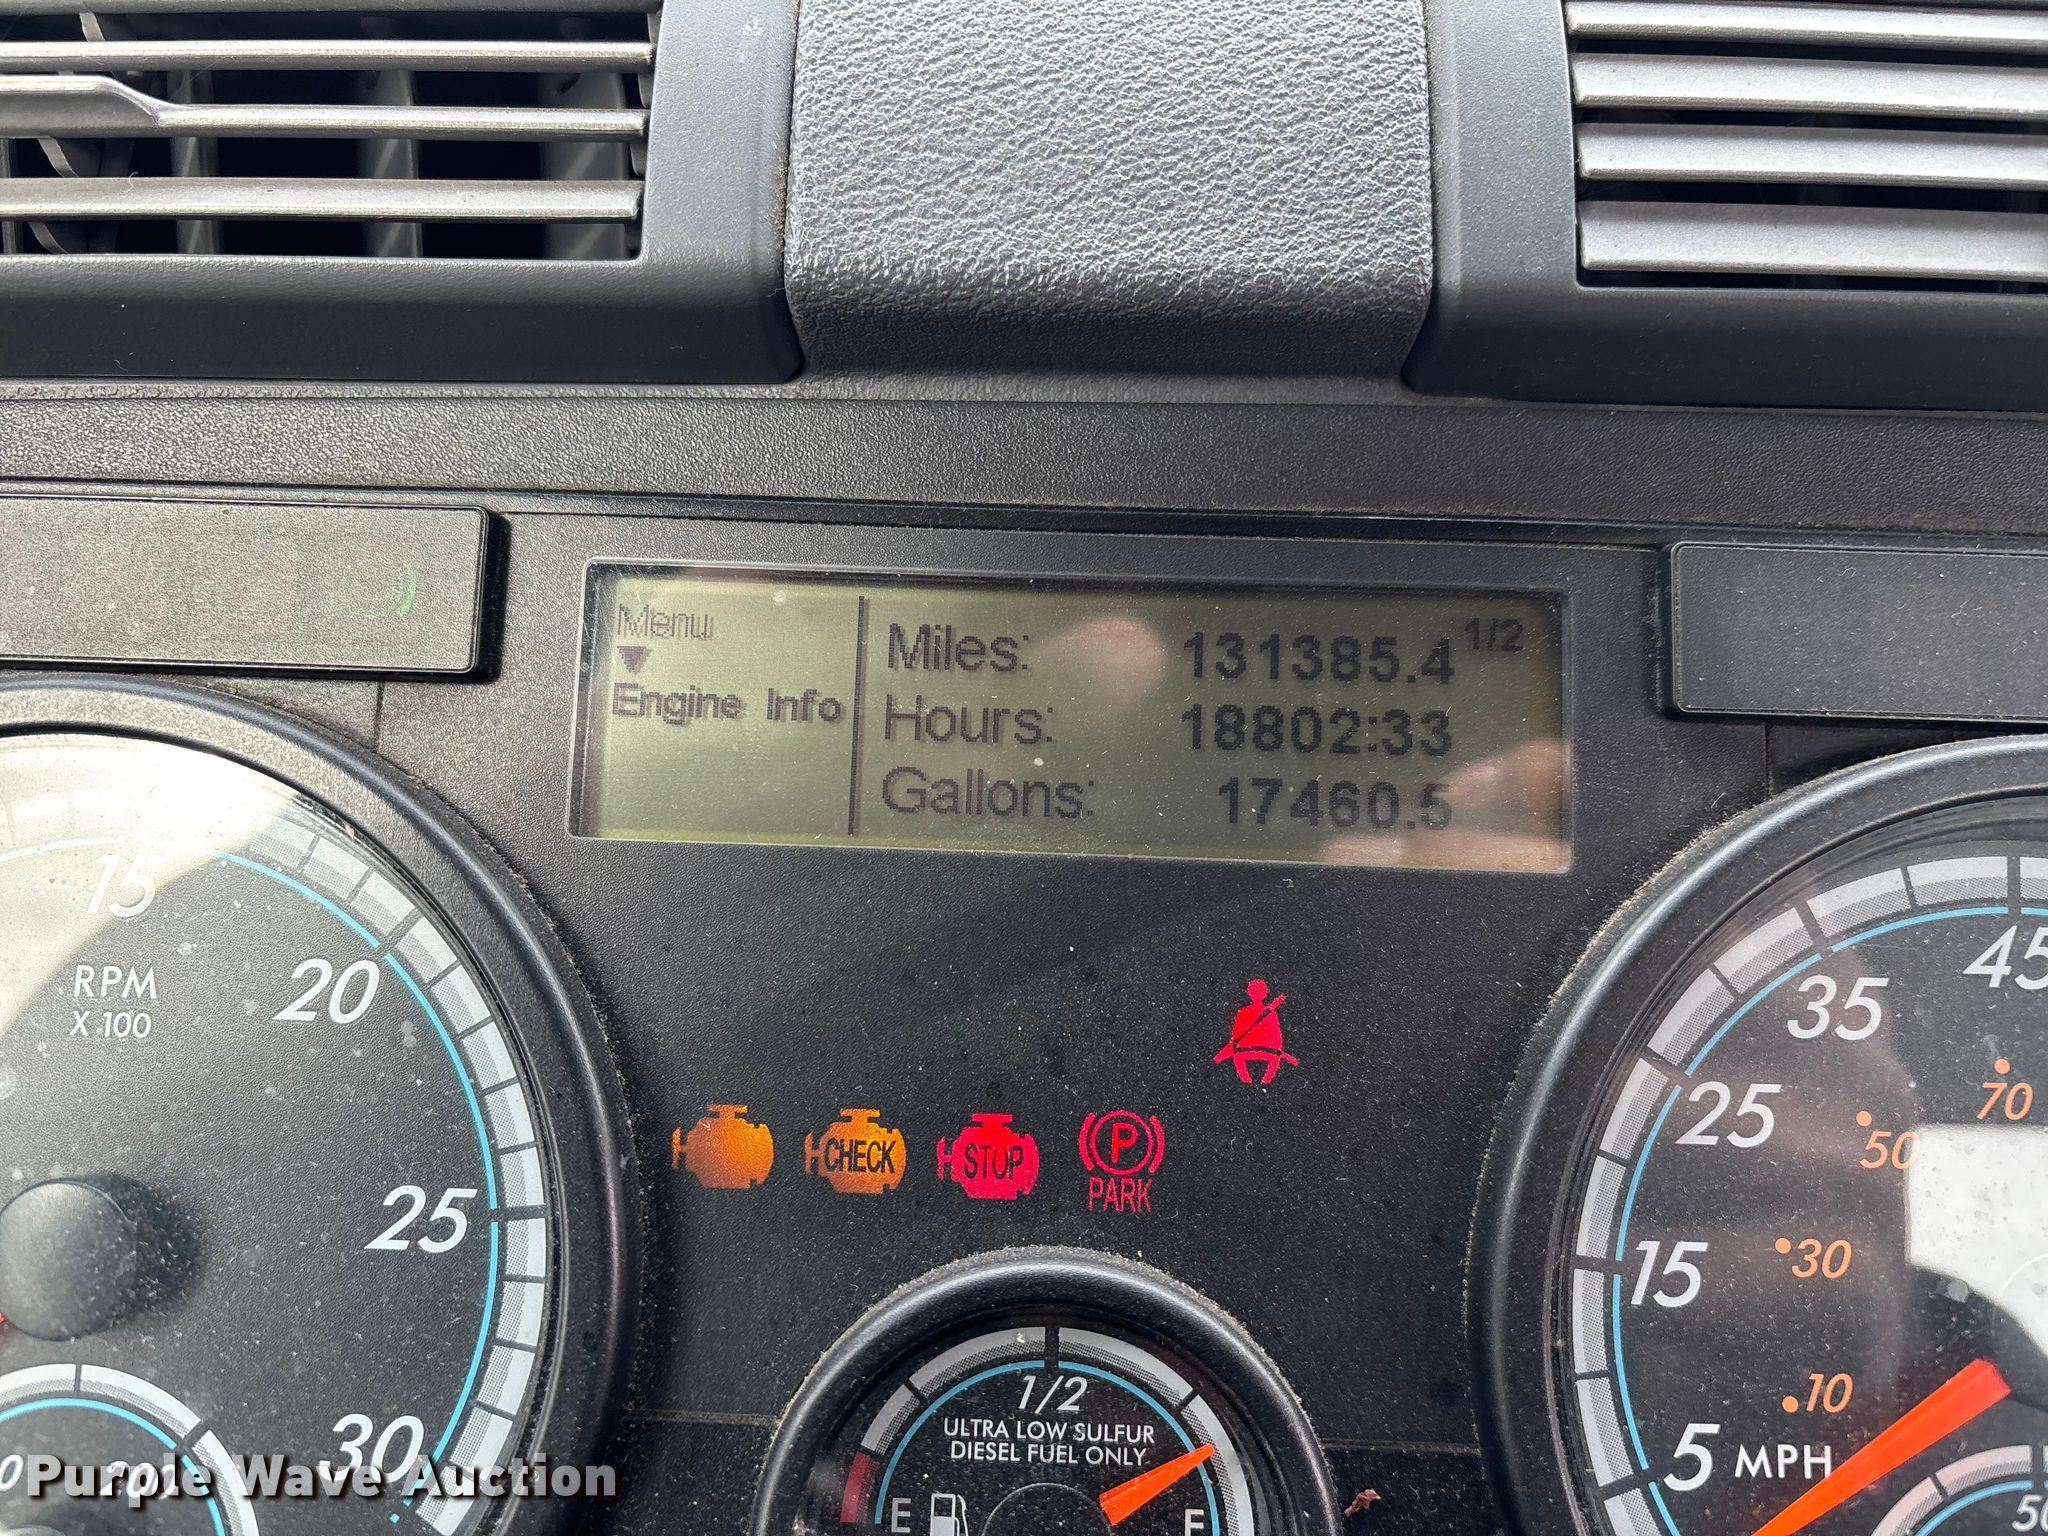 Menu
Engine Info
Miles: 131385.4 1/2
Hours: 18802:33
Gallons: 17460.5
15
RPM
X 100
20
25
30
CHECK
STOP
P
PARK
1/2
ULTRA LOW SULFUR
DIESEL FUEL ONLY
E
F
45
35
25
15
5 MPH
70
50
30
10
Purple Wave Auction